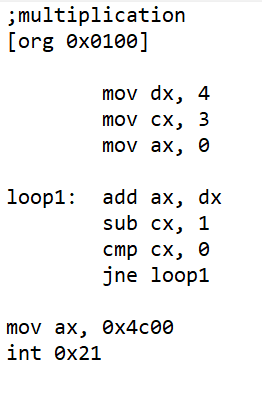 ;multiplication
[org 0x0100]
mov dx, 4
mov cx, 3
mov ax, 0
loop1: add ax, dx
sub cx, 1
cmp cx, 0
jne loop1
mov ax, 0x4c00
int 0x21